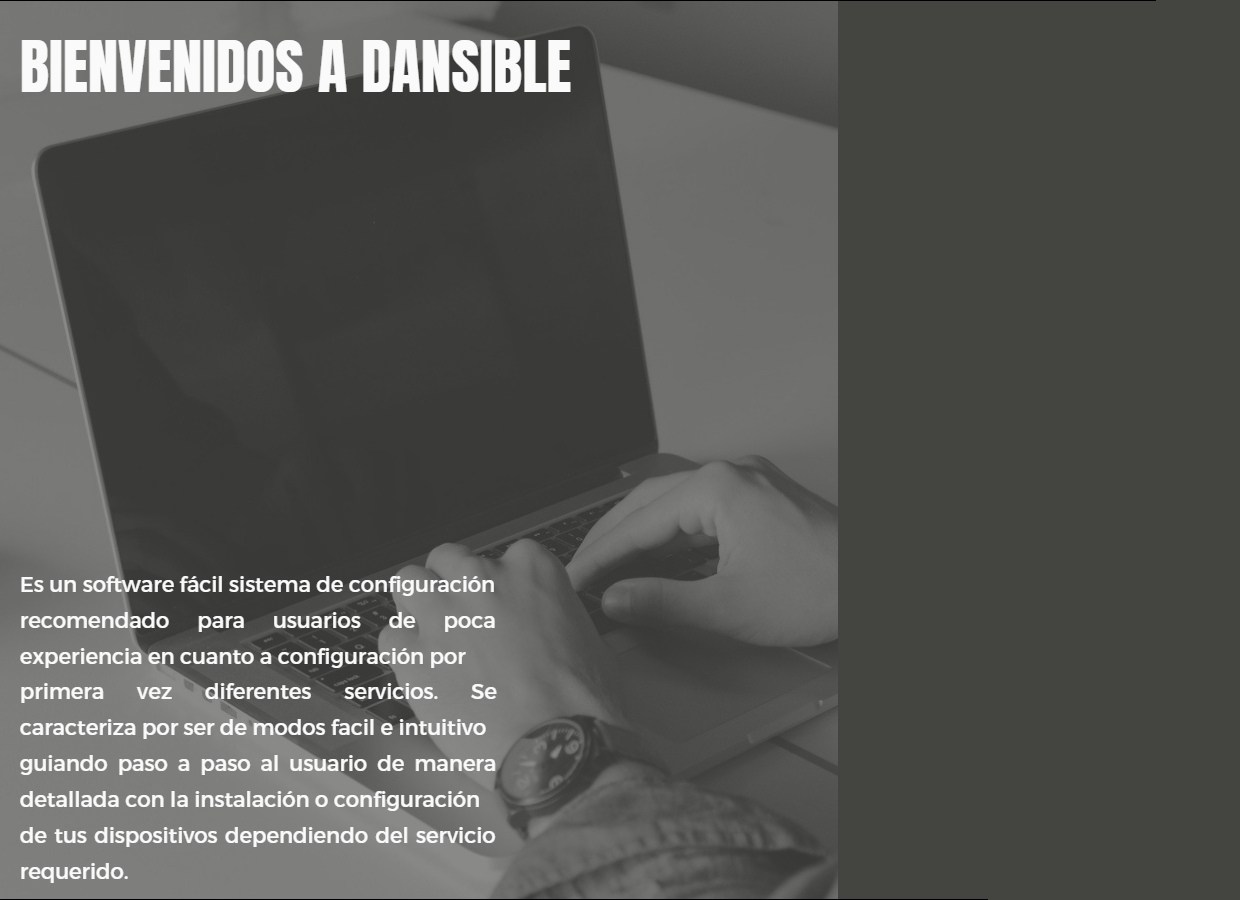 BIENVENIDOS A DANSIBLE
Es un software fácil sistema de configuración
recomendado para usuarios de poca
experiencia en cuanto a configuración por
primera vez diferentes servicios. Se
caracteriza por ser de modos facil e intuitivo
guiando paso a paso al usuario de manera
detallada con la instalación o configuración
de tus dispositivos dependiendo del servicio
requerido.